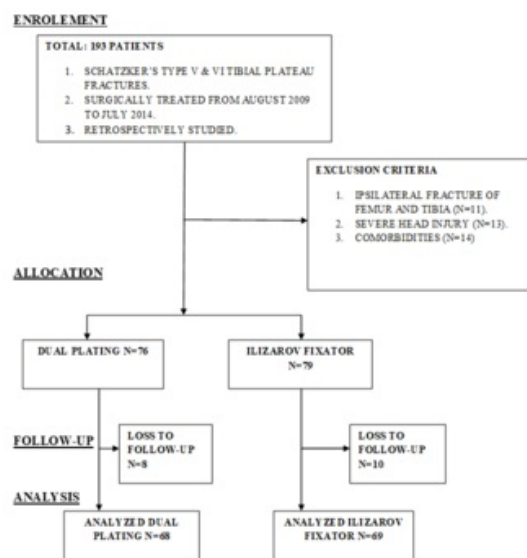 ENROLEMENT
TOTAL: 193 PATIENTS
1. SCHATZKER'S TYPE V & VI TIBIAL PLATEAU
FRACTURES.
2. SURGICALLY TREATED FROM AUGUST 2009
TO JULY 2014.
3. RETROSPECTIVELY STUDIED.
EXCLUSION CRITERIA
1. IPSILATERAL FRACTURE OF
FEMUR AND TIBIA (N=11).
2. SEVERE HEAD INJURY (N=13).
3. COMORBIDITIES (N=14)
ALLOCATION
DUAL PLATING N=76
ILIZAROV FIXATOR
N=79
FOLLOW-UP
LOSS TO
FOLLOW-UP
N=8
LOSS TO
FOLLOW-UP
N=10
ANALYSIS
ANALYZED DUAL
PLATING N=68
ANALYZED ILIZAROV
FIXATOR N=69